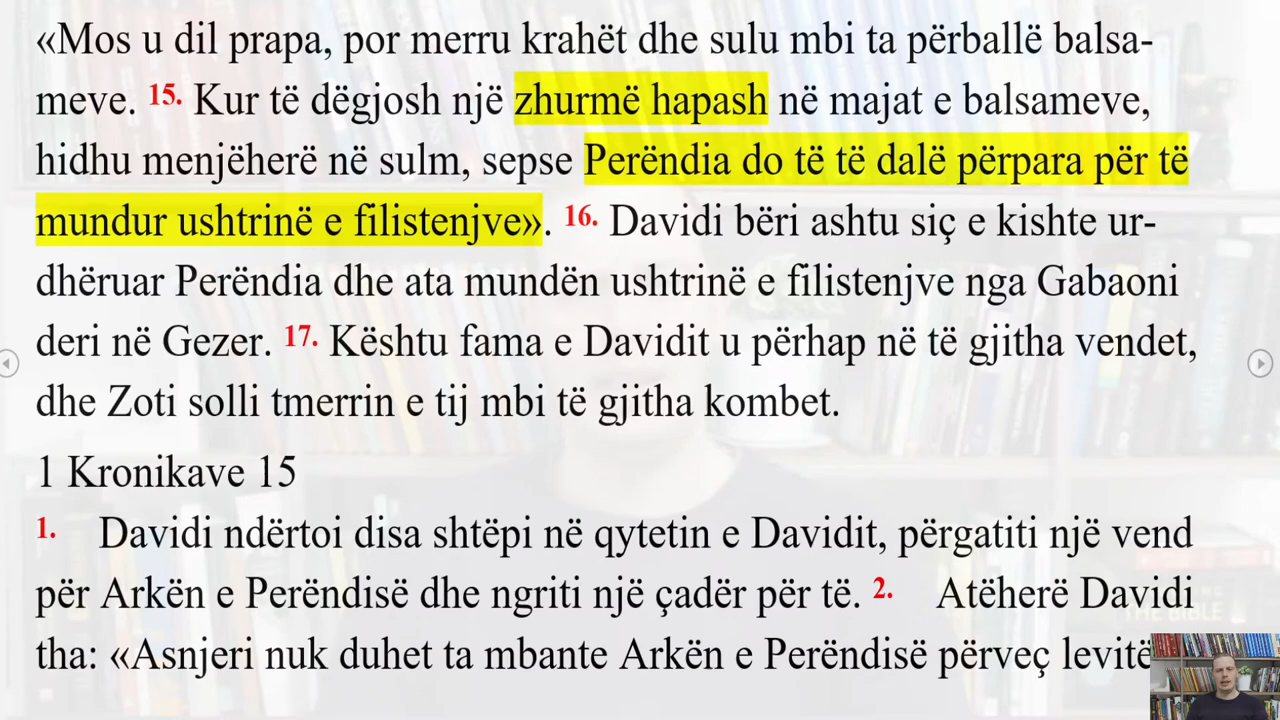 «Mos u dil prapa, por merru krahët dhe sulu mbi ta përballë balsa-
meve. 15. Kur të dëgjosh një zhurmë hapash në majat e balsameve,
hidhu menjëherë në sulm, sepse Perëndia do të të dalë përpara për të
mundur ushtrinë e filistenjve». 16. Davidi bëri ashtu siç e kishte ur-
dhëruar Perëndia dhe ata mundën ushtrinë e filistenjve nga Gabaoni
deri në Gezer. 17. Kështu fama e Davidit u përhap në të gjitha vendet,
dhe Zoti solli tmerrin e tij mbi të gjitha kombet.
1 Kronikave 15
1. Davidi ndërtoi disa shtëpi në qytetin e Davidit, përgatiti një vend
për Arkën e Perëndisë dhe ngriti një çadër për të. 2. Atëherë Davidi
THE BIBLE
tha: «Asnjeri nuk duhet ta mbante Arkën e Perëndisë përveç levitë